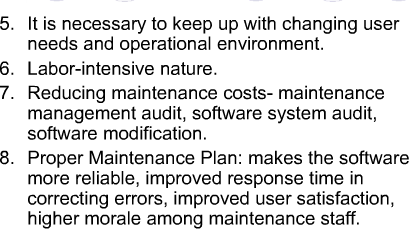 5. It is necessary to keep up with changing user
needs and operational environment.
6. Labor-intensive nature.
7. Reducing maintenance costs- maintenance
management audit, software system audit,
software modification.
8. Proper Maintenance Plan: makes the software
more reliable, improved response time in
correcting errors, improved user satisfaction,
higher morale among maintenance staff.